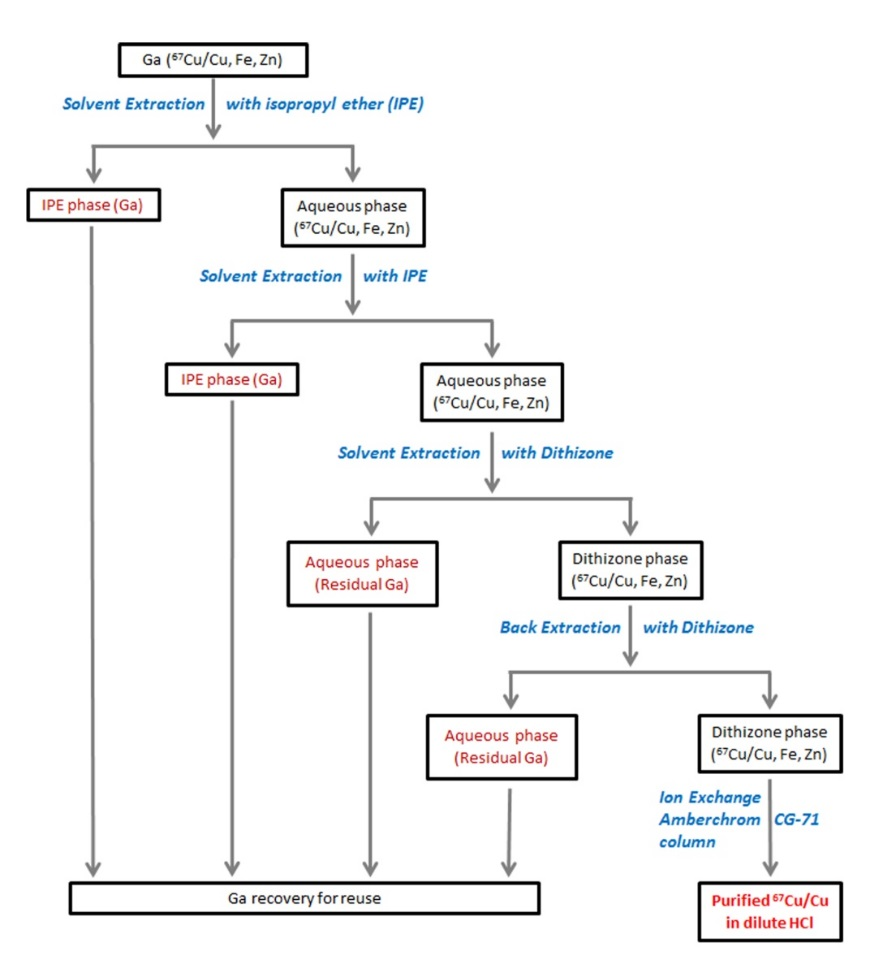 Ga (⁶⁷Cu/Cu, Fe, Zn)
Solvent Extraction with isopropyl ether (IPE)
IPE phase (Ga)
Aqueous phase
(⁶⁷Cu/Cu, Fe, Zn)
Solvent Extraction with IPE
IPE phase (Ga)
Aqueous phase
(⁶⁷Cu/Cu, Fe, Zn)
Solvent Extraction with Dithizone
Aqueous phase
(Residual Ga)
Dithizone phase
(⁶⁷Cu/Cu, Fe, Zn)
Back Extraction with Dithizone
Aqueous phase
(Residual Ga)
Dithizone phase
(⁶⁷Cu/Cu, Fe, Zn)
Ion Exchange
Amberchrom CG-71
column
Ga recovery for reuse
Purified ⁶⁷Cu/Cu
in dilute HCl